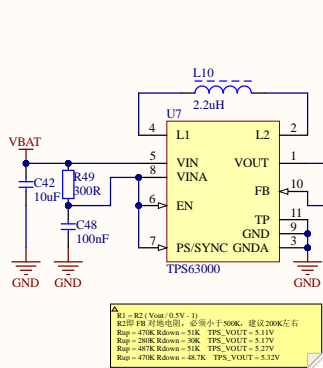 L10
2.2uH
U7
4 L1 L2 2
VBAT
5 VIN VOUT 1
8 VINA
C42
10uF
R49
300R
FB 10
6 EN
TP 11
C48
100nF
GND 9
7 PS/SYNC GNDA 3
TPS63000
GND GND GND
R1 = R2 ( Vout / 0.5V - 1)
R2即 FB 对地电阻，必须小于500K，建议200K左右
Rup = 470K Rdown = 51K TPS_VOUT = 5.11V
Rup = 280K Rdown = 30K TPS_VOUT = 5.17V
Rup = 487K Rdown = 51K TPS_VOUT = 5.27V
Rup = 470K Rdown = 48.7K TPS_VOUT = 5.32V